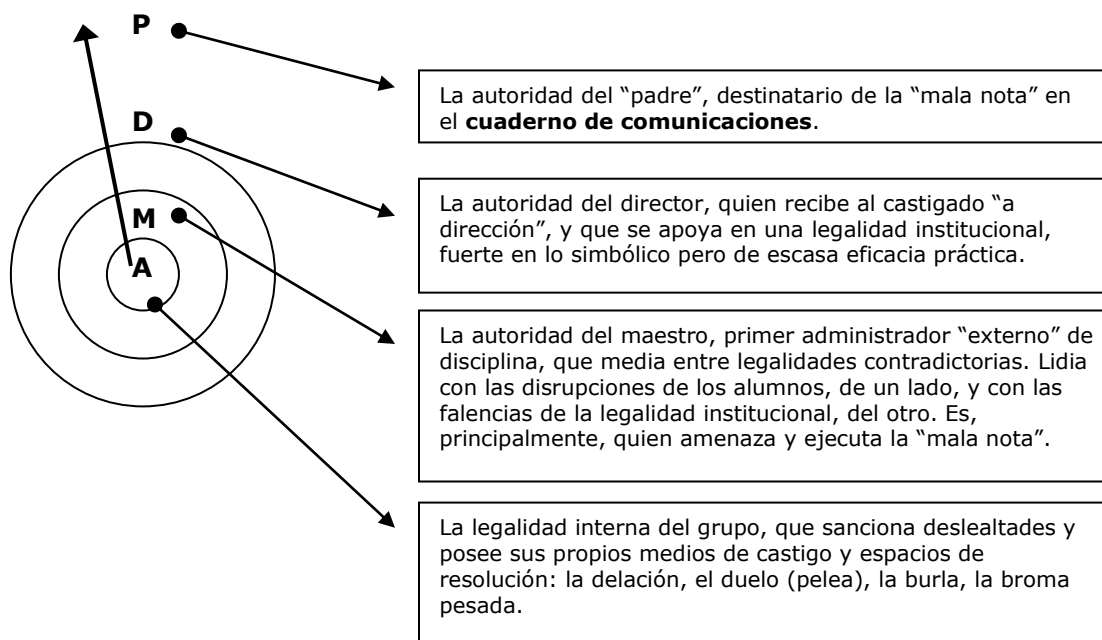 P
La autoridad del “padre”, destinatario de la “mala nota” en
el cuaderno de comunicaciones.
D
La autoridad del director, quien recibe al castigado “a
dirección”, y que se apoya en una legalidad institucional,
fuerte en lo simbólico pero de escasa eficacia práctica.
M
A
La autoridad del maestro, primer administrador “externo” de
disciplina, que media entre legalidades contradictorias. Lidia
con las disrupciones de los alumnos, de un lado, y con las
falencias de la legalidad institucional, del otro. Es,
principalmente, quien amenaza y ejecuta la “mala nota”.
La legalidad interna del grupo, que sanciona deslealtades y
posee sus propios medios de castigo y espacios de
resolución: la delación, el duelo (pelea), la burla, la broma
pesada.